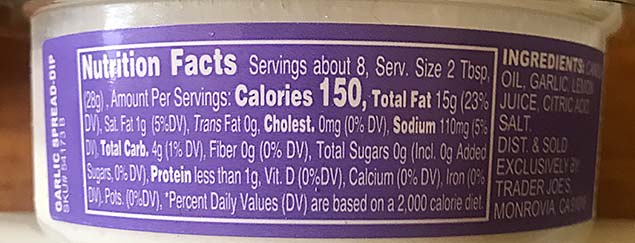 GARLIC SPREAD-DIP
SKU# 54173 B
Nutrition Facts Servings about 8, Serv. Size 2 Tbsp,
(28g), Amount Per Serving: Calories 150, Total Fat 15g (23%
DV), Sat. Fat 1g (5%DV), Trans Fat 0g, Cholest. 0mg (0% DV), Sodium 110mg (5%
DV), Total Carb. 4g (1% DV), Fiber 0g (0% DV), Total Sugars 0g (Incl. 0g Added
Sugars, 0% DV), Protein less than 1g, Vit. D (0%DV), Calcium (0% DV), Iron (0%
DV), Pots. (0%DV), *Percent Daily Values (DV) are based on a 2,000 calorie diet.
INGREDIENTS:
OIL, GARLIC, LEMON
JUICE, CITRIC ACID,
SALT.
DIST. & SOLD
EXCLUSIVELY BY:
TRADER JOE'S,
MONROVIA, CA